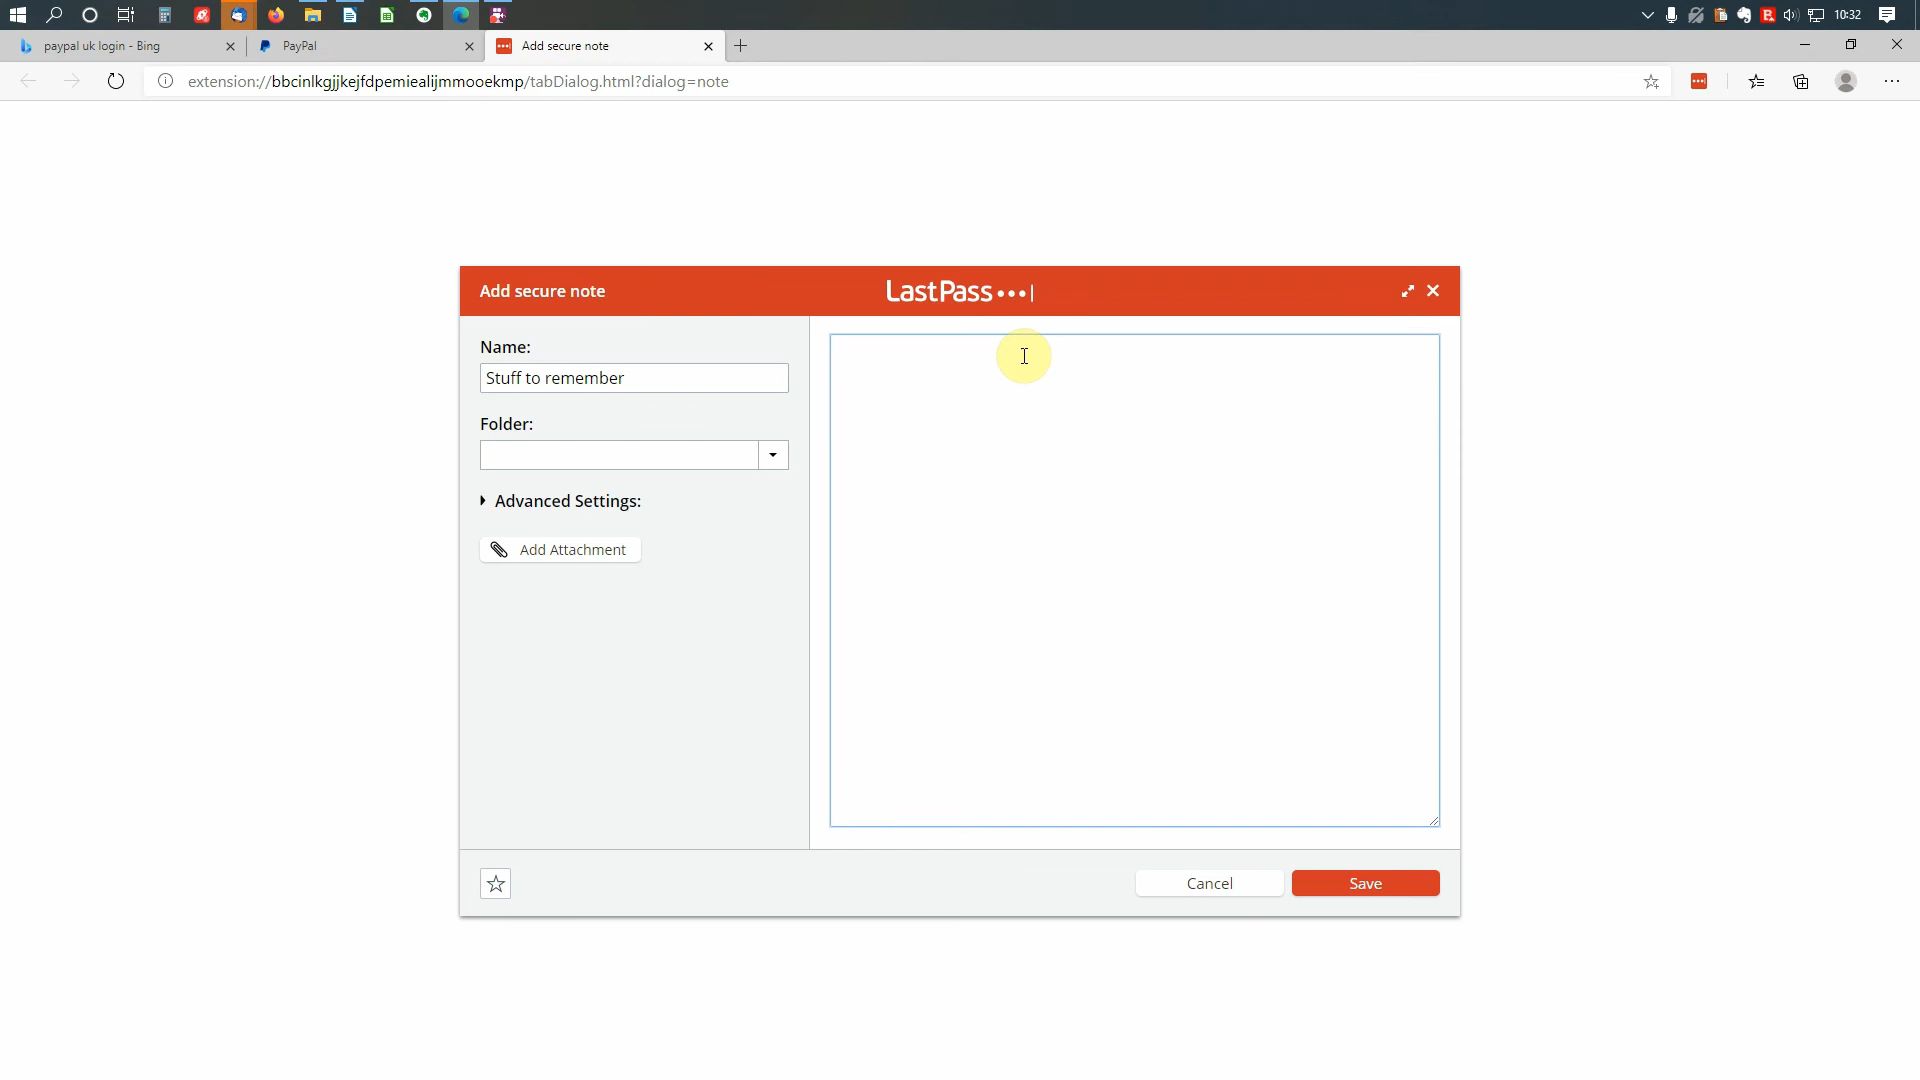 10:32
paypal uk login - Bing
PayPal
Add secure note
extension://bbcinlkgjjkejfdpemiealijmmooekmp/tabDialog.html?dialog=note
Add secure note
LastPass
Name:
Stuff to remember
Folder:
Advanced Settings:
Add Attachment
Cancel
Save